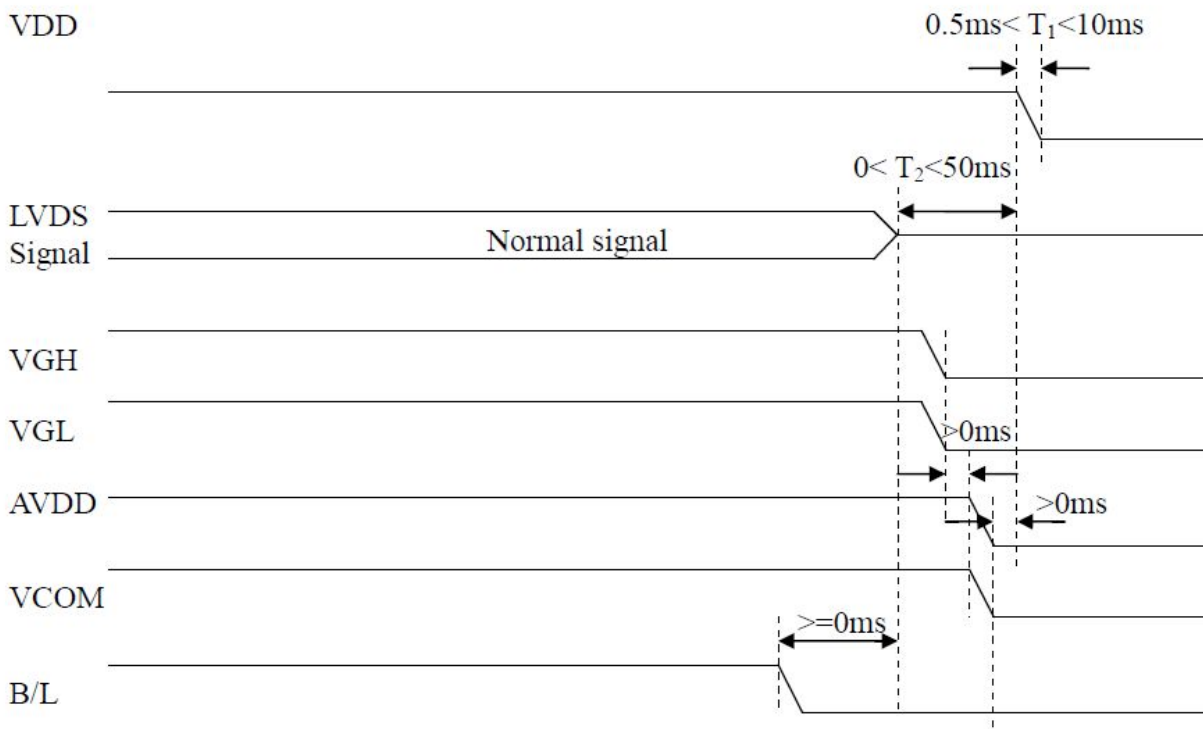 VDD
0.5ms< T₁<10ms
0< T₂<50ms
LVDS
Signal
Normal signal
VGH
VGL
>0ms
AVDD
>0ms
VCOM
>=0ms
B/L